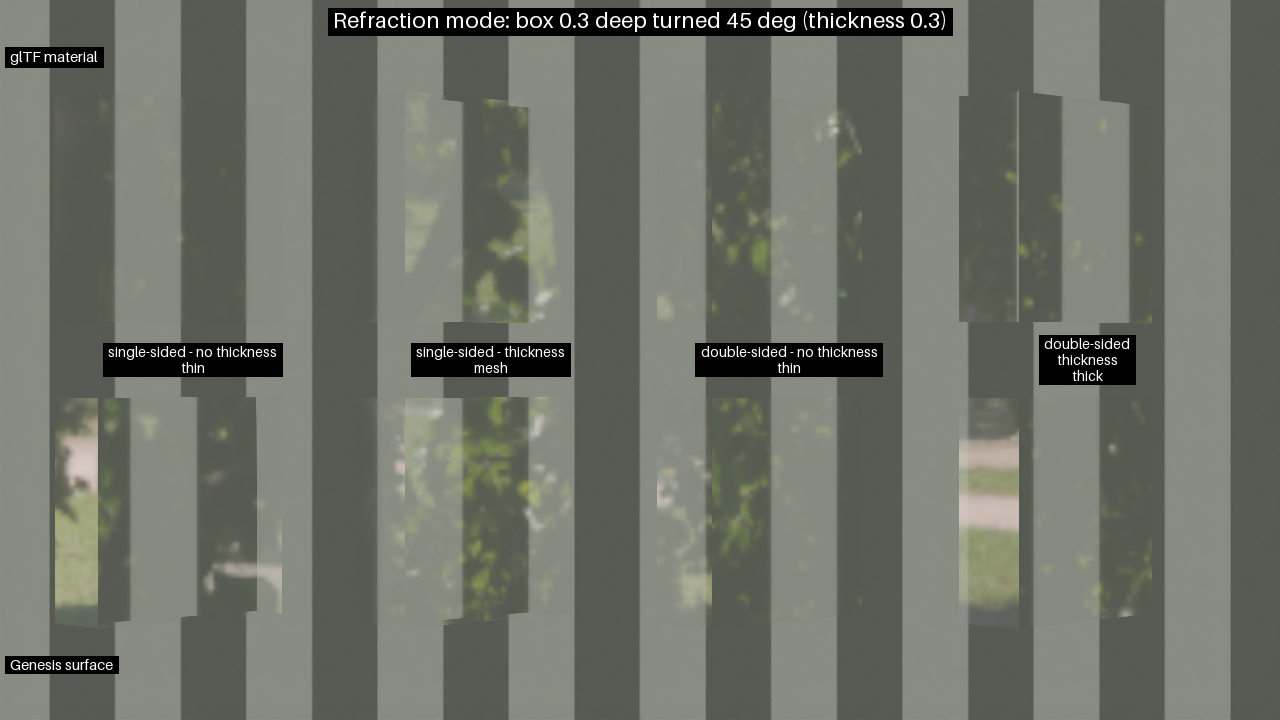 Refraction mode: box 0.3 deep turned 45 deg (thickness 0.3)
glTF material
single-sided - no thickness
thin
single-sided - thickness
mesh
double-sided - no thickness
thin
double-sided
thickness
thick
Genesis surface